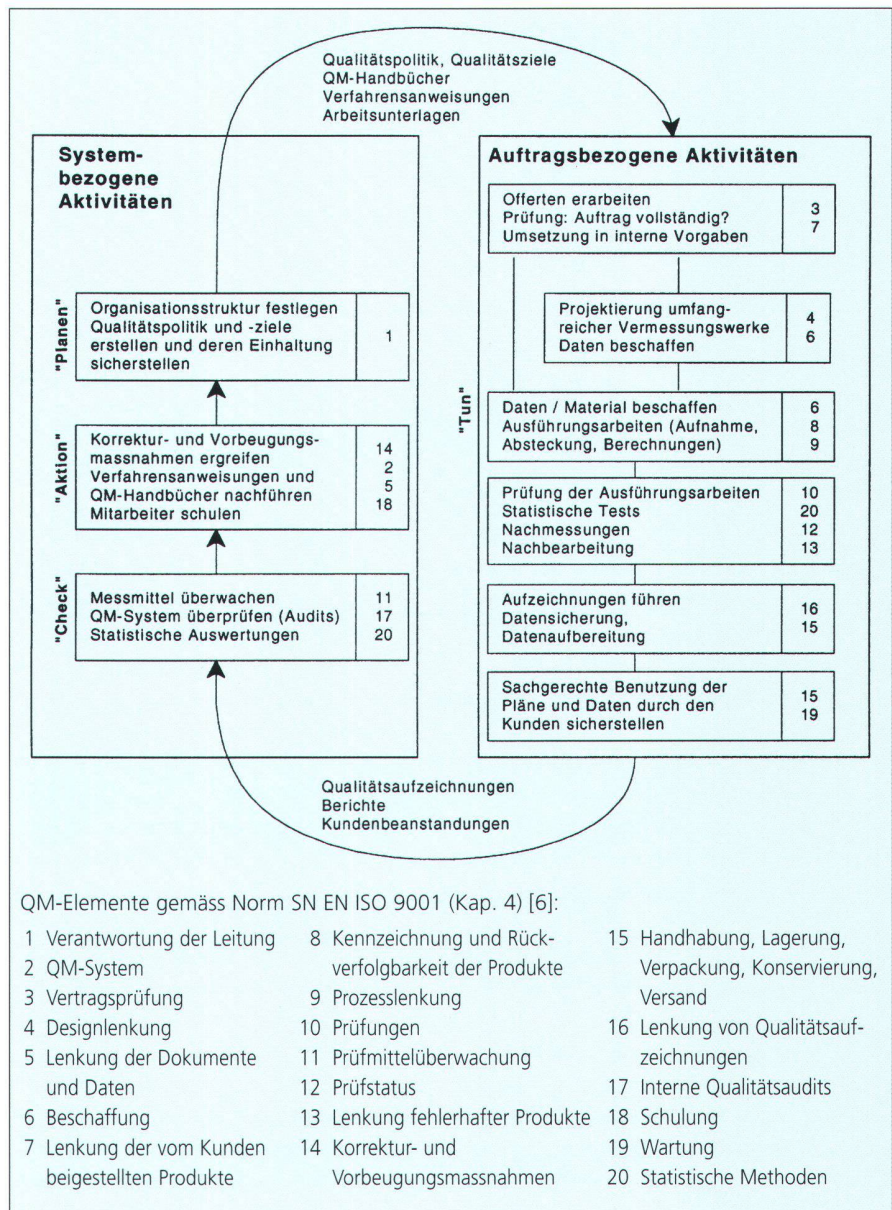 Qualitätspolitik, Qualitätsziele
QM-Handbücher
Verfahrensanweisungen
Arbeitsunterlagen
System-
bezogene
Aktivitäten
"Planen"
Organisationsstruktur festlegen
Qualitätspolitik und -ziele
erstellen und deren Einhaltung
sicherstellen
1
"Aktion"
Korrektur- und Vorbeugungs-
massnahmen ergreifen
Verfahrensanweisungen und
QM-Handbücher nachführen
Mitarbeiter schulen
14
2
5
18
"Check"
Messmittel überwachen
QM-System überprüfen (Audits)
Statistische Auswertungen
11
17
20
Auftragsbezogene Aktivitäten
"Tun"
Offerten erarbeiten
Prüfung: Auftrag vollständig?
Umsetzung in interne Vorgaben
3
7
Projektierung umfang-
reicher Vermessungswerke
Daten beschaffen
4
6
Daten / Material beschaffen
Ausführungsarbeiten (Aufnahme,
Absteckung, Berechnungen)
6
8
9
Prüfung der Ausführungsarbeiten
Statistische Tests
Nachmessungen
Nachbearbeitung
10
20
12
13
Aufzeichnungen führen
Datensicherung,
Datenaufbereitung
16
15
Sachgerechte Benutzung der
Pläne und Daten durch den
Kunden sicherstellen
15
19
Qualitätsaufzeichnungen
Berichte
Kundenbeanstandungen
QM-Elemente gemäss Norm SN EN ISO 9001 (Kap. 4) [6]:
1 Verantwortung der Leitung
2 QM-System
3 Vertragsprüfung
4 Designlenkung
5 Lenkung der Dokumente
und Daten
6 Beschaffung
7 Lenkung der vom Kunden
beigestellten Produkte
8 Kennzeichnung und Rück-
verfolgbarkeit der Produkte
9 Prozesslenkung
10 Prüfungen
11 Prüfmittelüberwachung
12 Prüfstatus
13 Lenkung fehlerhafter Produkte
14 Korrektur- und
Vorbeugungsmassnahmen
15 Handhabung, Lagerung,
Verpackung, Konservierung,
Versand
16 Lenkung von Qualitätsauf-
zeichnungen
17 Interne Qualitätsaudits
18 Schulung
19 Wartung
20 Statistische Methoden